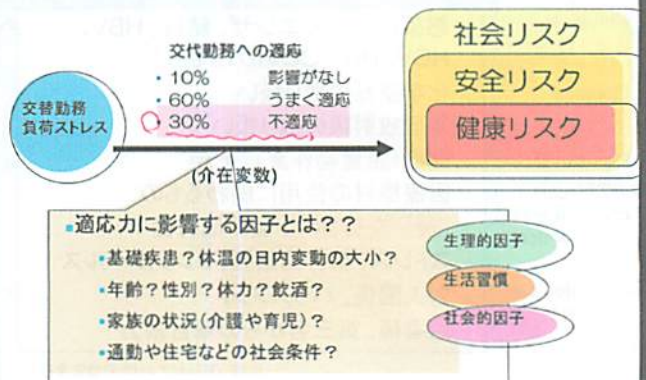 交代勤務への適応
・10% 影響がなし
・60% うまく適応
・30% 不適応
交替勤務
負荷ストレス
(介在変数)
社会リスク
安全リスク
健康リスク
▪適応力に影響する因子とは??
▪基礎疾患?体温の日内変動の大小?
▪年齢?性別?体力?飲酒?
▪家族の状況(介護や育児)?
▪通勤や住宅などの社会条件?
生理的因子
生活習慣
社会的因子